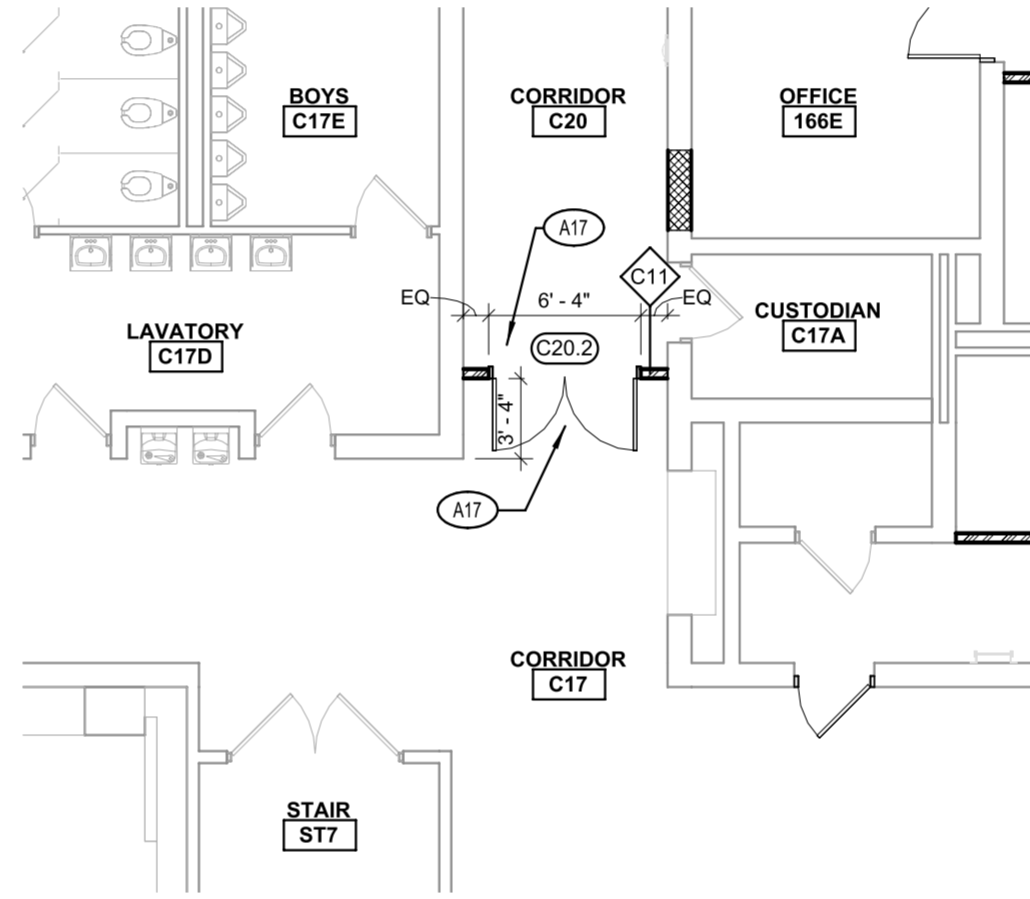 BOYS
C17E
CORRIDOR
C20
OFFICE
166E
A17
C11
EQ
6' - 4"
EQ
CUSTODIAN
C17A
LAVATORY
C17D
C20.2
3' - 4"
A17
CORRIDOR
C17
STAIR
ST7